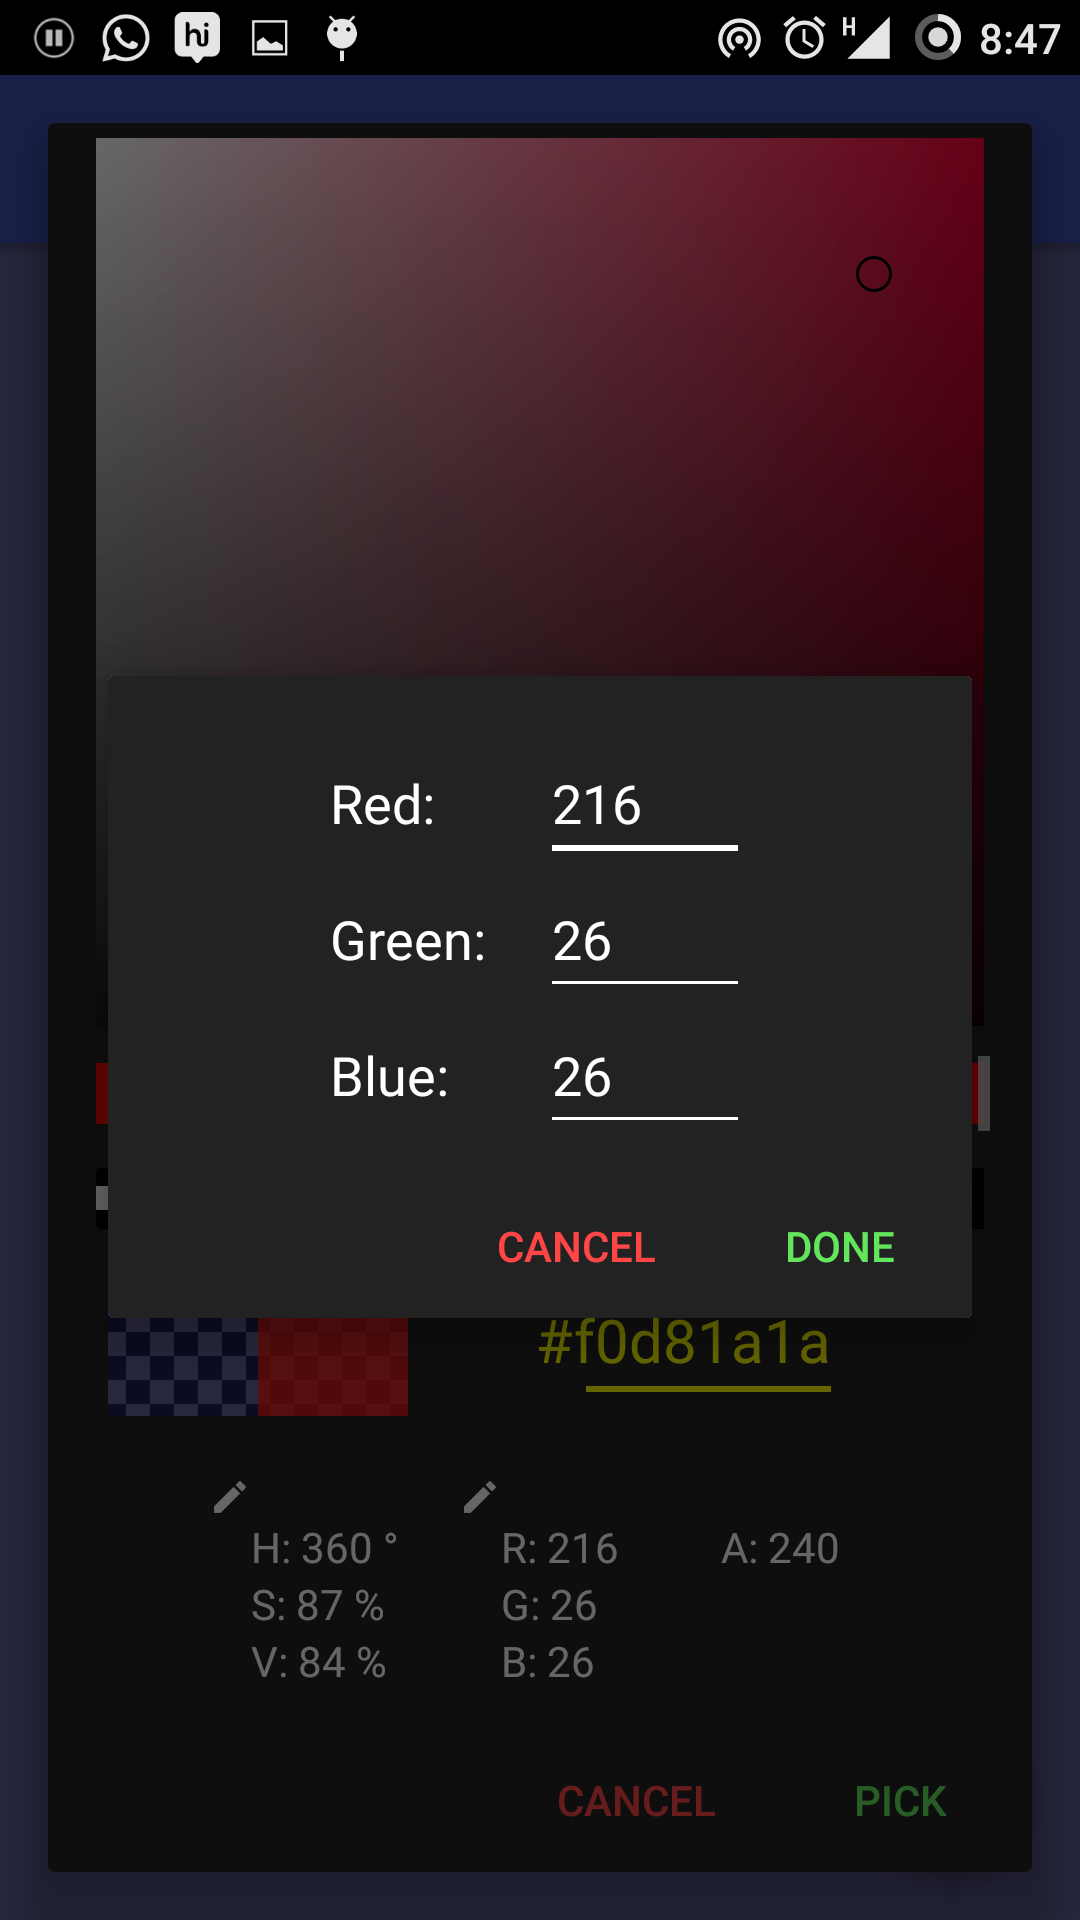 hi
H
8:47
Red: 216
Green: 26
Blue: 26
CANCEL DONE
#f0d81a1a
H: 360 ° R: 216 A: 240
S: 87 % G: 26
V: 84 % B: 26
CANCEL PICK